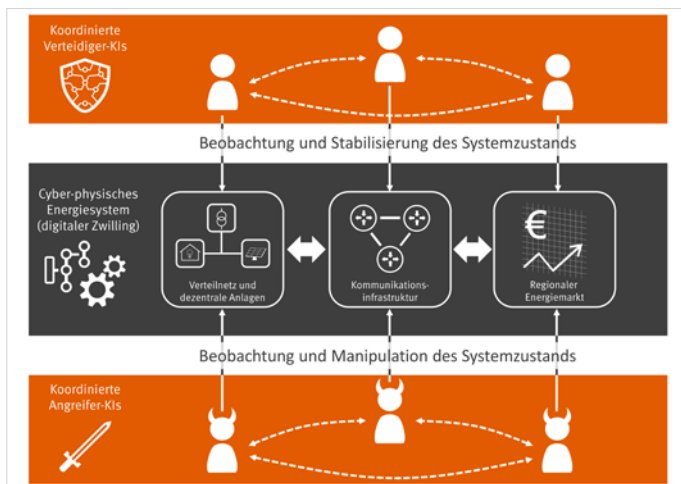 Koordinierte
Verteidiger-KIs
Beobachtung und Stabilisierung des Systemzustands
Cyber-physisches
Energiesystem
(digitaler Zwilling)
Verteilnetz und
dezentrale Anlagen
Kommunikations-
infrastruktur
€
Regionaler
Energiemarkt
Beobachtung und Manipulation des Systemzustands
Koordinierte
Angreifer-KIs